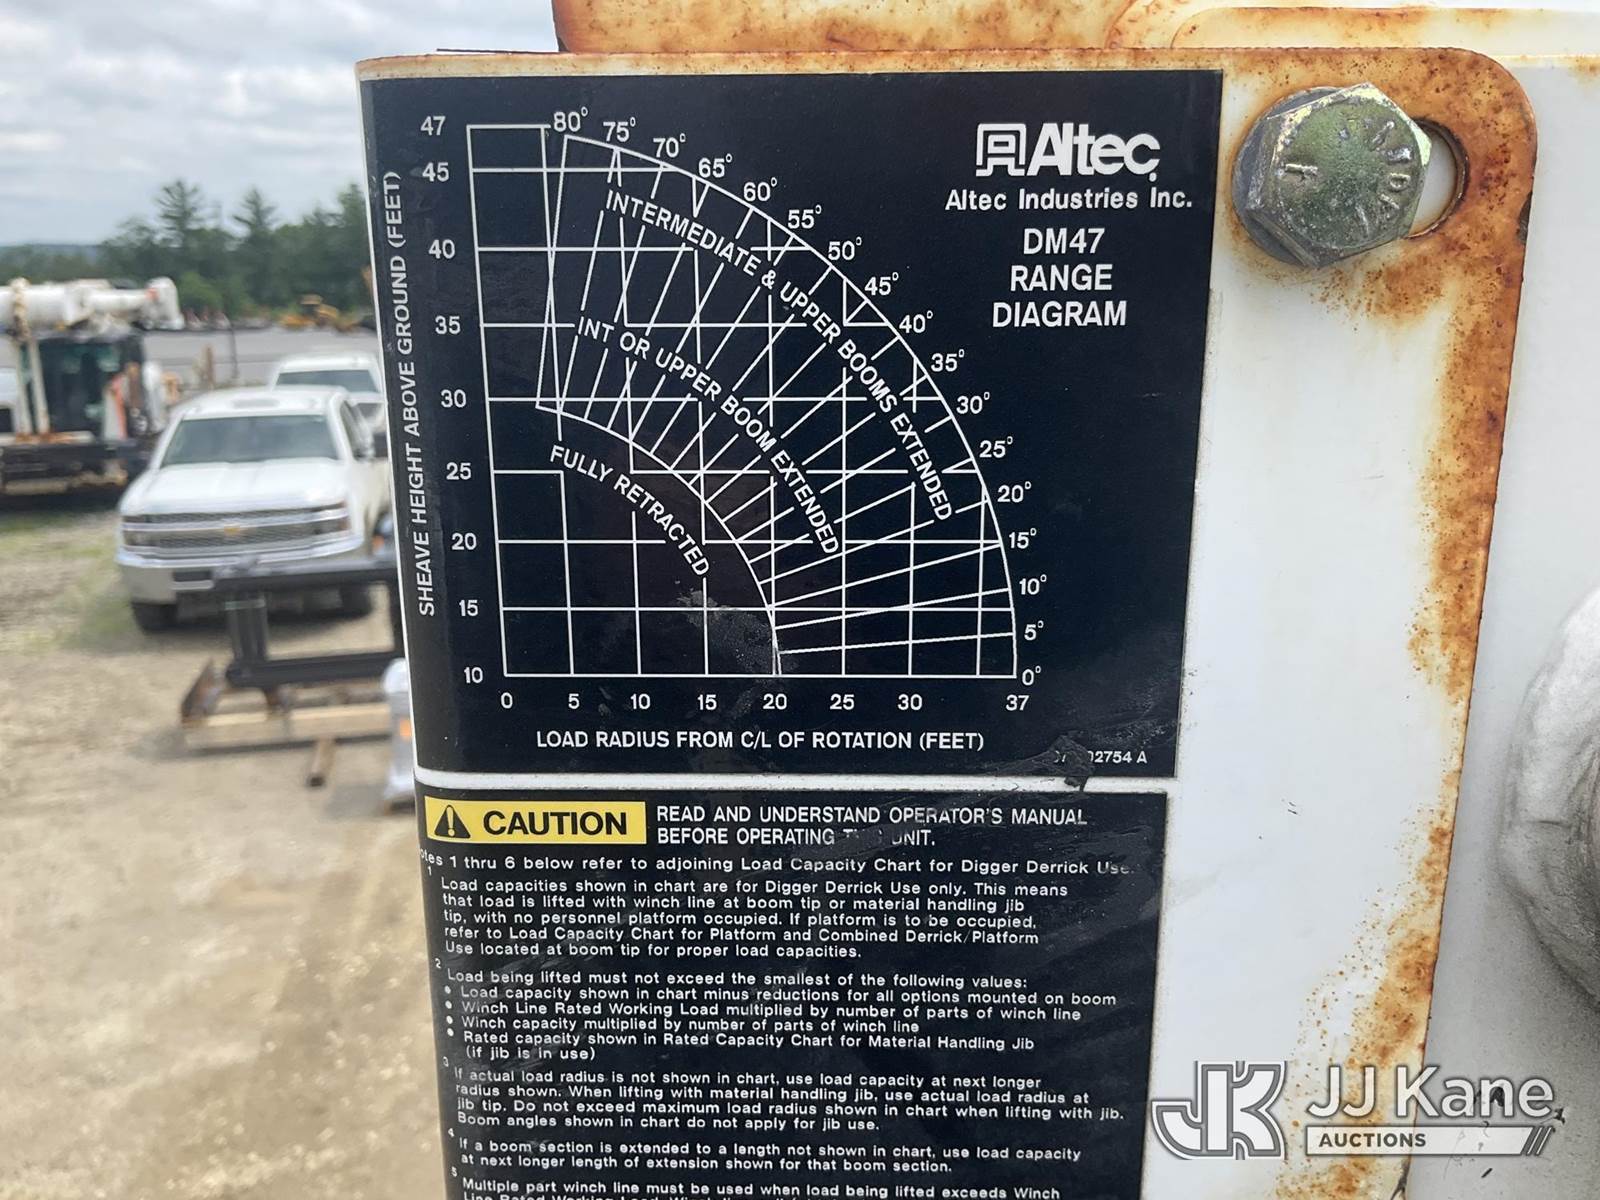 47
45
40
35
30
25
20
15
10
80°
75°
70°
65°
60°
55°
50°
45°
40°
35°
30°
25°
20°
15°
10°
5°
0°
SHEAVE HEIGHT ABOVE GROUND (FEET)
INTERMEDIATE & UPPER BOOMS EXTENDED
INT OR UPPER BOOM EXTENDED
FULLY RETRACTED
Altec
Altec Industries Inc.
DM47
RANGE
DIAGRAM
0 5 10 15 20 25 30 37
LOAD RADIUS FROM C/L OF ROTATION (FEET)
02754 A
CAUTION
READ AND UNDERSTAND OPERATOR'S MANUAL
BEFORE OPERATING UNIT.
1 thru 6 below refer to adjoining Load Capacity Chart for Digger Derrick Use.
1 Load capacities shown in chart are for Digger Derrick Use only. This means
that load is lifted with winch line at boom tip or material handling jib
tip, with no personnel platform occupied. If platform is to be occupied,
refer to Load Capacity Chart for Platform and Combined Derrick/Platform
Use located at boom tip for proper load capacities.
2 Load being lifted must not exceed the smallest of the following values:
• Load capacity shown in chart minus reductions for all options mounted on boom
• Winch Line Rated Working Load multiplied by number of parts of winch line
• Winch capacity multiplied by number of parts of winch line
• Rated capacity shown in Rated Capacity Chart for Material Handling Jib
(if jib is in use)
3 If actual load radius is not shown in chart, use load capacity at next longer
radius shown. When lifting with material handling jib, use actual load radius at
jib tip. Do not exceed maximum load radius shown in chart when lifting with jib.
Boom angles shown in chart do not apply for jib use.
4 If a boom section is extended to a length not shown in chart, use load capacity
at next longer length of extension shown for that boom section.
5 Multiple part winch line must be used when load being lifted exceeds Winch
JK JJ Kane
AUCTIONS